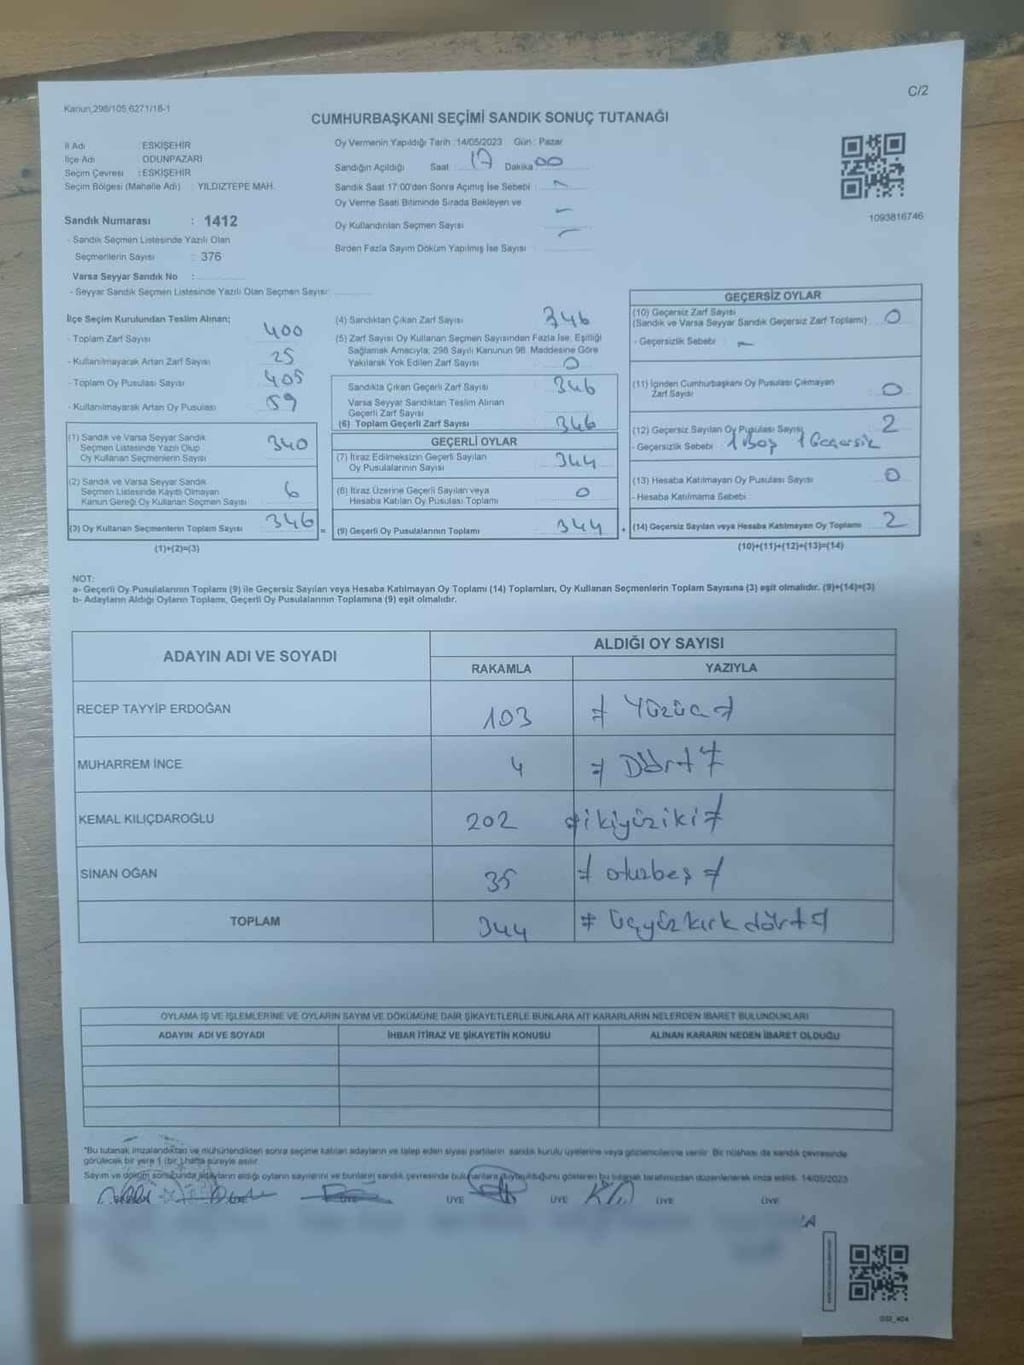 C/2
Kanun,298/105,6271/18-1
CUMHURBAŞKANI SEÇİMİ SANDIK SONUÇ TUTANAĞI
İl Adı : ESKİŞEHİR
İlçe Adı : ODUNPAZARI
Seçim Çevresi : ESKİŞEHİR
Seçim Bölgesi (Mahalle Adı) : YILDIZTEPE MAH.
Sandık Numarası : 1412
- Sandık Seçmen Listesinde Yazılı Olan
Seçmenlerin Sayısı : 376
Varsa Seyyar Sandık No :
- Seyyar Sandık Seçmen Listesinde Yazılı Olan Seçmen Sayısı:
Oy Vermenin Yapıldığı Tarih :14/05/2023 Gün : Pazar
Sandığın Açıldığı Saat 17 Dakika 00
Sandık Saat 17:00'den Sonra Açılmış İse Sebebi -
Oy Verme Saati Bitiminde Sırada Bekleyen ve
Oy Kullandırılan Seçmen Sayısı -
Birden Fazla Sayım Döküm Yapılmış İse Sayısı -
1093816746
İlçe Seçim Kurulundan Teslim Alınan;
- Toplam Zarf Sayısı 400
- Kullanılmayarak Artan Zarf Sayısı 25
- Toplam Oy Pusulası Sayısı 405
- Kullanılmayarak Artan Oy Pusulası 59
(1) Sandık ve Varsa Seyyar Sandık
Seçmen Listesinde Yazılı Olup
Oy Kullanan Seçmenlerin Sayısı 340
(2) Sandık ve Varsa Seyyar Sandık
Seçmen Listesinde Kayıtlı Olmayan
Kanun Gereği Oy Kullanan Seçmen Sayısı 6
(3) Oy Kullanan Seçmenlerin Toplam Sayısı 346
(1)+(2)=(3)
(4) Sandıktan Çıkan Zarf Sayısı 346
(5) Zarf Sayısı Oy Kullanan Seçmen Sayısından Fazla İse, Eşitliği
Sağlamak Amacıyla; 298 Sayılı Kanunun 98. Maddesine Göre
Yakılarak Yok Edilen Zarf Sayısı 0
Sandıkta Çıkan Geçerli Zarf Sayısı 346
Varsa Seyyar Sandıktan Teslim Alınan
Geçerli Zarf Sayısı
(6) Toplam Geçerli Zarf Sayısı 346
GEÇERLİ OYLAR
(7) İtiraz Edilmeksizin Geçerli Sayılan
Oy Pusulalarının Sayısı 344
(8) İtiraz Üzerine Geçerli Sayılan veya
Hesaba Katılan Oy Pusulası Toplamı 0
(9) Geçerli Oy Pusulalarının Toplamı 344
GEÇERSİZ OYLAR
(10) Geçersiz Zarf Sayısı
(Sandık ve Varsa Seyyar Sandık Geçersiz Zarf Toplamı) 0
- Geçersizlik Sebebi: -
(11) İçinden Cumhurbaşkanı Oy Pusulası Çıkmayan
Zarf Sayısı 0
(12) Geçersiz Sayılan Oy Pusulası Sayısı 2
- Geçersizlik Sebebi : 1 Boş 1 Geçersiz
(13) Hesaba Katılmayan Oy Pusulası Sayısı 0
- Hesaba Katılmama Sebebi
(14) Geçersiz Sayılan veya Hesaba Katılmayan Oy Toplamı 2
(10)+(11)+(12)+(13)=(14)
NOT:
a- Geçerli Oy Pusulalarının Toplamı (9) ile Geçersiz Sayılan veya Hesaba Katılmayan Oy Toplamı (14) Toplamları, Oy Kullanan Seçmenlerin Toplam Sayısına (3) eşit olmalıdır. (9)+(14)=(3)
b- Adayların Aldığı Oyların Toplamı, Geçerli Oy Pusulalarının Toplamına (9) eşit olmalıdır.
ADAYIN ADI VE SOYADI
ALDIĞI OY SAYISI
RAKAMLA YAZIYLA
RECEP TAYYİP ERDOĞAN 103 Yüzüç
MUHARREM İNCE 4 Dört
KEMAL KILIÇDAROĞLU 202 ikiyüziki
SİNAN OĞAN 35 otuzbeş
TOPLAM 344 Üçyüzkırkdört
OYLAMA İŞ VE İŞLEMLERİNE VE OYLARIN SAYIM VE DÖKÜMÜNE DAİR ŞİKAYETLERLE BUNLARA AİT KARARLARIN NELERDEN İBARET BULUNDUKLARI
ADAYIN ADI VE SOYADI İHBAR İTİRAZ VE ŞİKAYETİN KONUSU ALINAN KARARIN NEDEN İBARET OLDUĞU
*Bu tutanak imzalandıktan ve mühürlendikten sonra seçime katılan adayların ve talep eden siyasi partilerin sandık kurulu üyelerine veya gözlemcilerine verilir. Bir nüshası da sandık çevresinde
görülecek bir yere 1 (bir ) hafta süreyle asılır.
Sayım ve döküm sonucunda adayların aldığı oyların sayılarını ve bunların sandık çevresinde bulunanlara duyurulduğunu gösteren bu tutanak tarafımızdan düzenlenerek imza edildi. 14/05/2023
ÜYE ÜYE ÜYE ÜYE